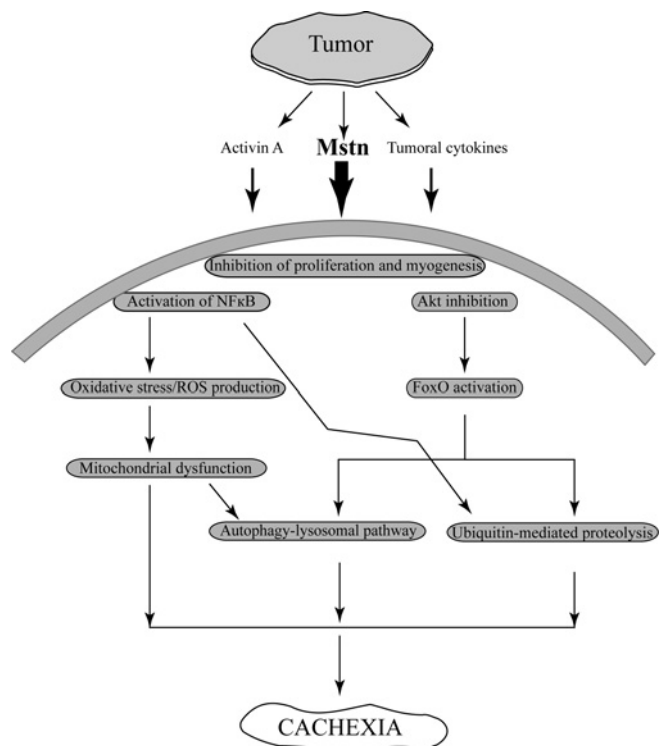 Tumor
Activin A
Mstn
Tumoral cytokines
Inhibition of proliferation and myogenesis
Activation of NFκB
Akt inhibition
Oxidative stress/ROS production
FoxO activation
Mitochondrial dysfunction
Autophagy-lysosomal pathway
Ubiquitin-mediated proteolysis
CACHEXIA